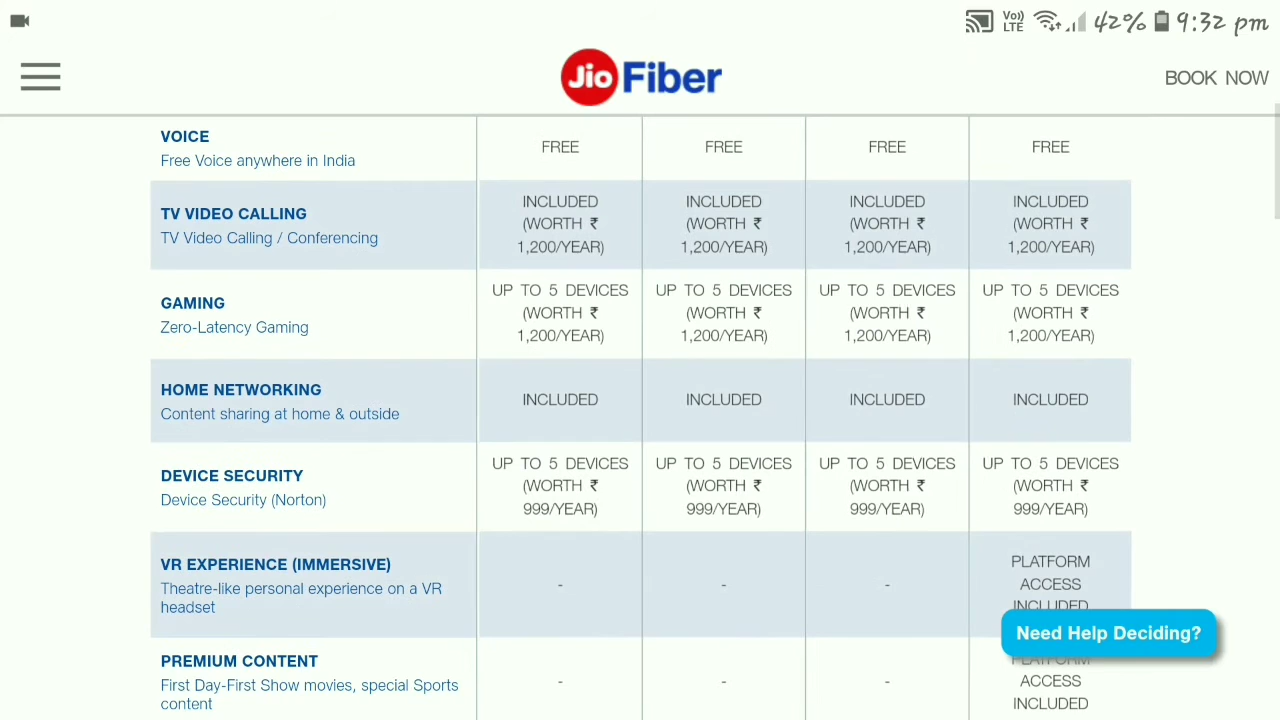 Vo)) LTE 42% 9:32 pm
Jio Fiber
BOOK NOW
VOICE
Free Voice anywhere in India
FREE FREE FREE FREE
TV VIDEO CALLING
TV Video Calling / Conferencing
INCLUDED INCLUDED INCLUDED INCLUDED
(WORTH ₹ (WORTH ₹ (WORTH ₹ (WORTH ₹
1,200/YEAR) 1,200/YEAR) 1,200/YEAR) 1,200/YEAR)
GAMING
Zero-Latency Gaming
UP TO 5 DEVICES UP TO 5 DEVICES UP TO 5 DEVICES UP TO 5 DEVICES
(WORTH ₹ (WORTH ₹ (WORTH ₹ (WORTH ₹
1,200/YEAR) 1,200/YEAR) 1,200/YEAR) 1,200/YEAR)
HOME NETWORKING
Content sharing at home & outside
INCLUDED INCLUDED INCLUDED INCLUDED
DEVICE SECURITY
Device Security (Norton)
UP TO 5 DEVICES UP TO 5 DEVICES UP TO 5 DEVICES UP TO 5 DEVICES
(WORTH ₹ (WORTH ₹ (WORTH ₹ (WORTH ₹
999/YEAR) 999/YEAR) 999/YEAR) 999/YEAR)
VR EXPERIENCE (IMMERSIVE)
Theatre-like personal experience on a VR
headset
- - -
PLATFORM
ACCESS
INCLUDED
Need Help Deciding?
PREMIUM CONTENT
First Day-First Show movies, special Sports
content
- - -
PLATFORM
ACCESS
INCLUDED